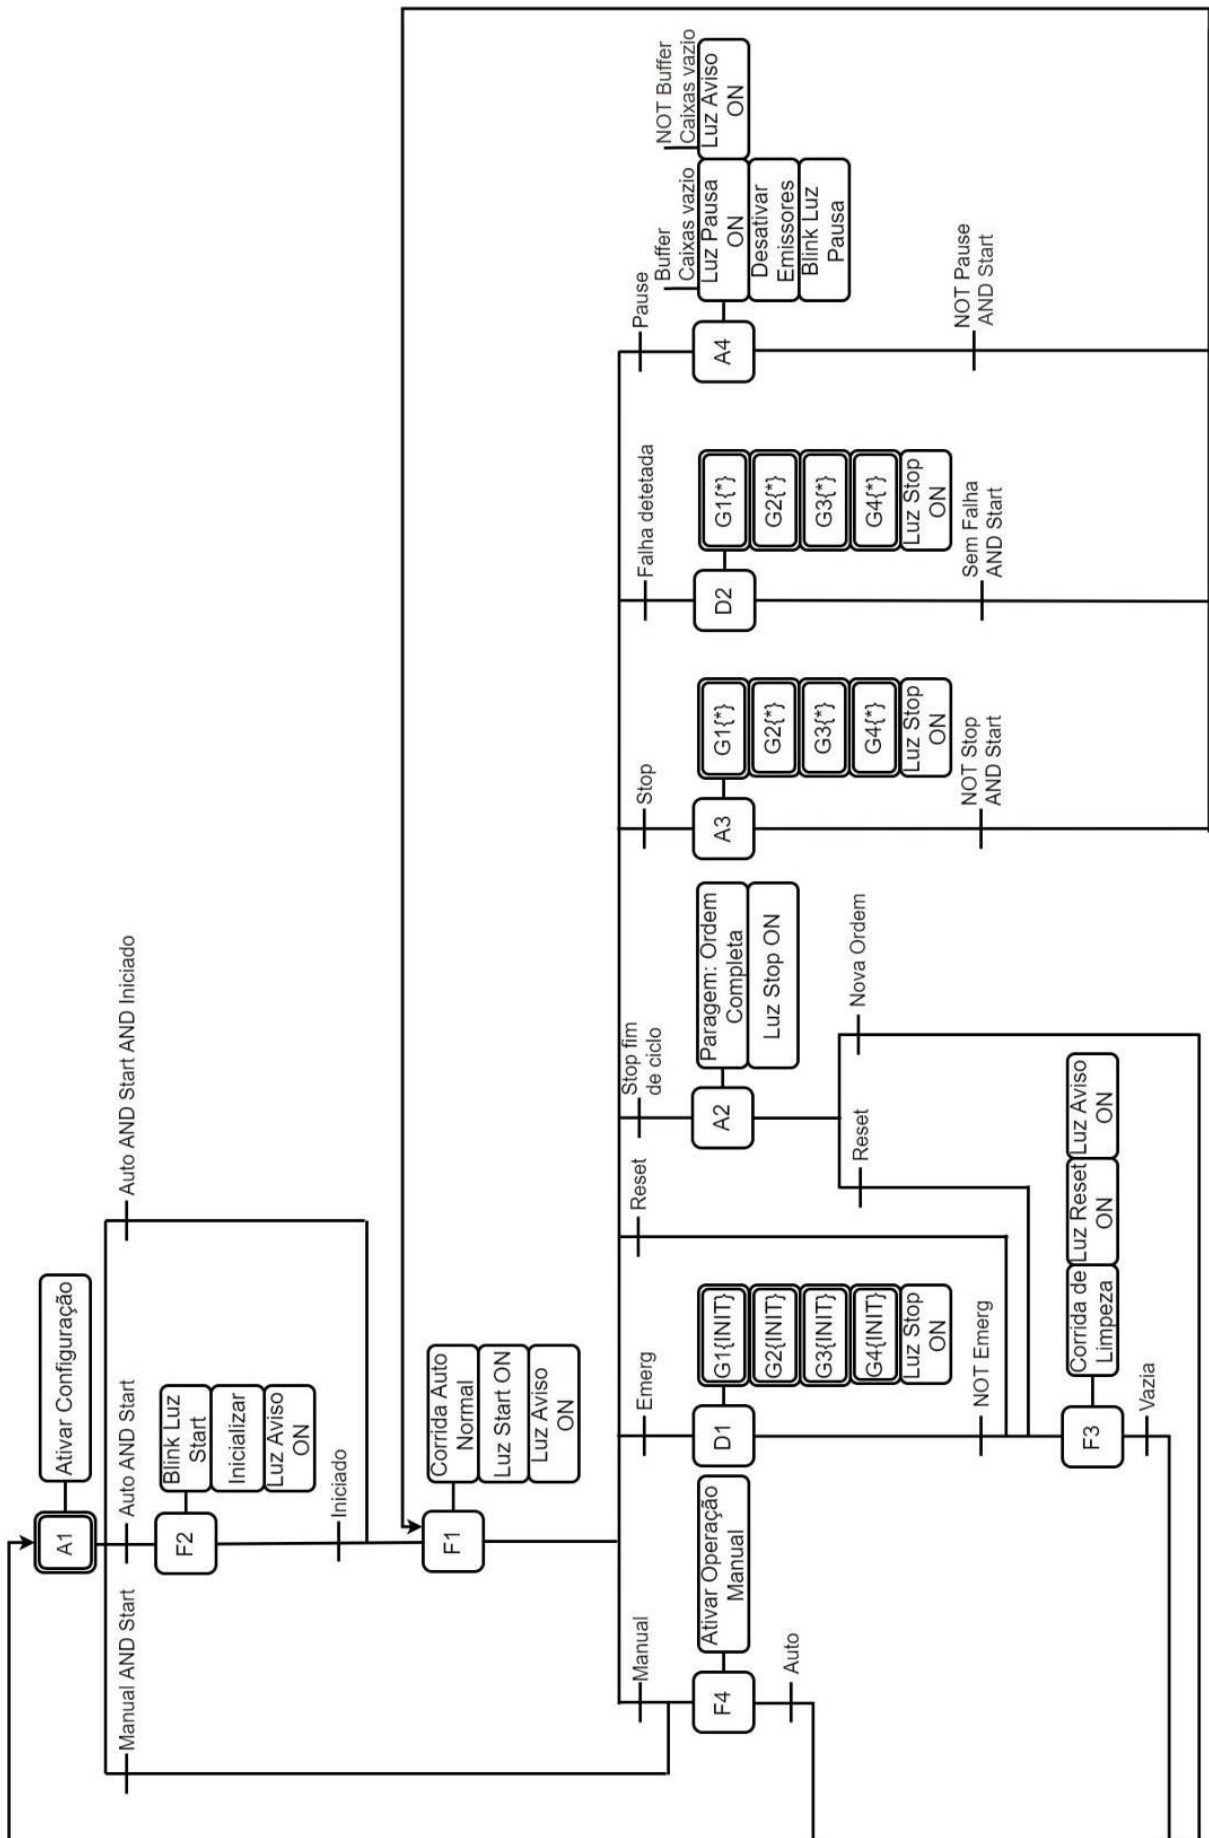 A1
Ativar Configuração
Manual AND Start
Auto AND Start
Auto AND Start AND Iniciado
F2
Blink Luz
Start
Inicializar
Luz Aviso
ON
Iniciado
F1
Corrida Auto
Normal
Luz Start ON
Luz Aviso
ON
Manual
F4
Ativar Operação
Manual
Auto
Emerg
D1
G1{INIT}
G2{INIT}
G3{INIT}
G4{INIT}
Luz Stop
ON
NOT Emerg
Reset
Stop fim
de ciclo
A2
Paragem: Ordem
Completa
Luz Stop ON
Reset
Nova Ordem
F3
Corrida de
Limpeza
Luz Reset
ON
Luz Aviso
ON
Vazia
Stop
A3
G1{*}
G2{*}
G3{*}
G4{*}
Luz Stop
ON
NOT Stop
AND Start
Falha detetada
D2
G1{*}
G2{*}
G3{*}
G4{*}
Luz Stop
ON
Sem Falha
AND Start
Pause
A4
Buffer
Caixas vazio
Luz Pausa
ON
Desativar
Emissores
Blink Luz
Pausa
NOT Buffer
Caixas vazio
Luz Aviso
ON
NOT Pause
AND Start